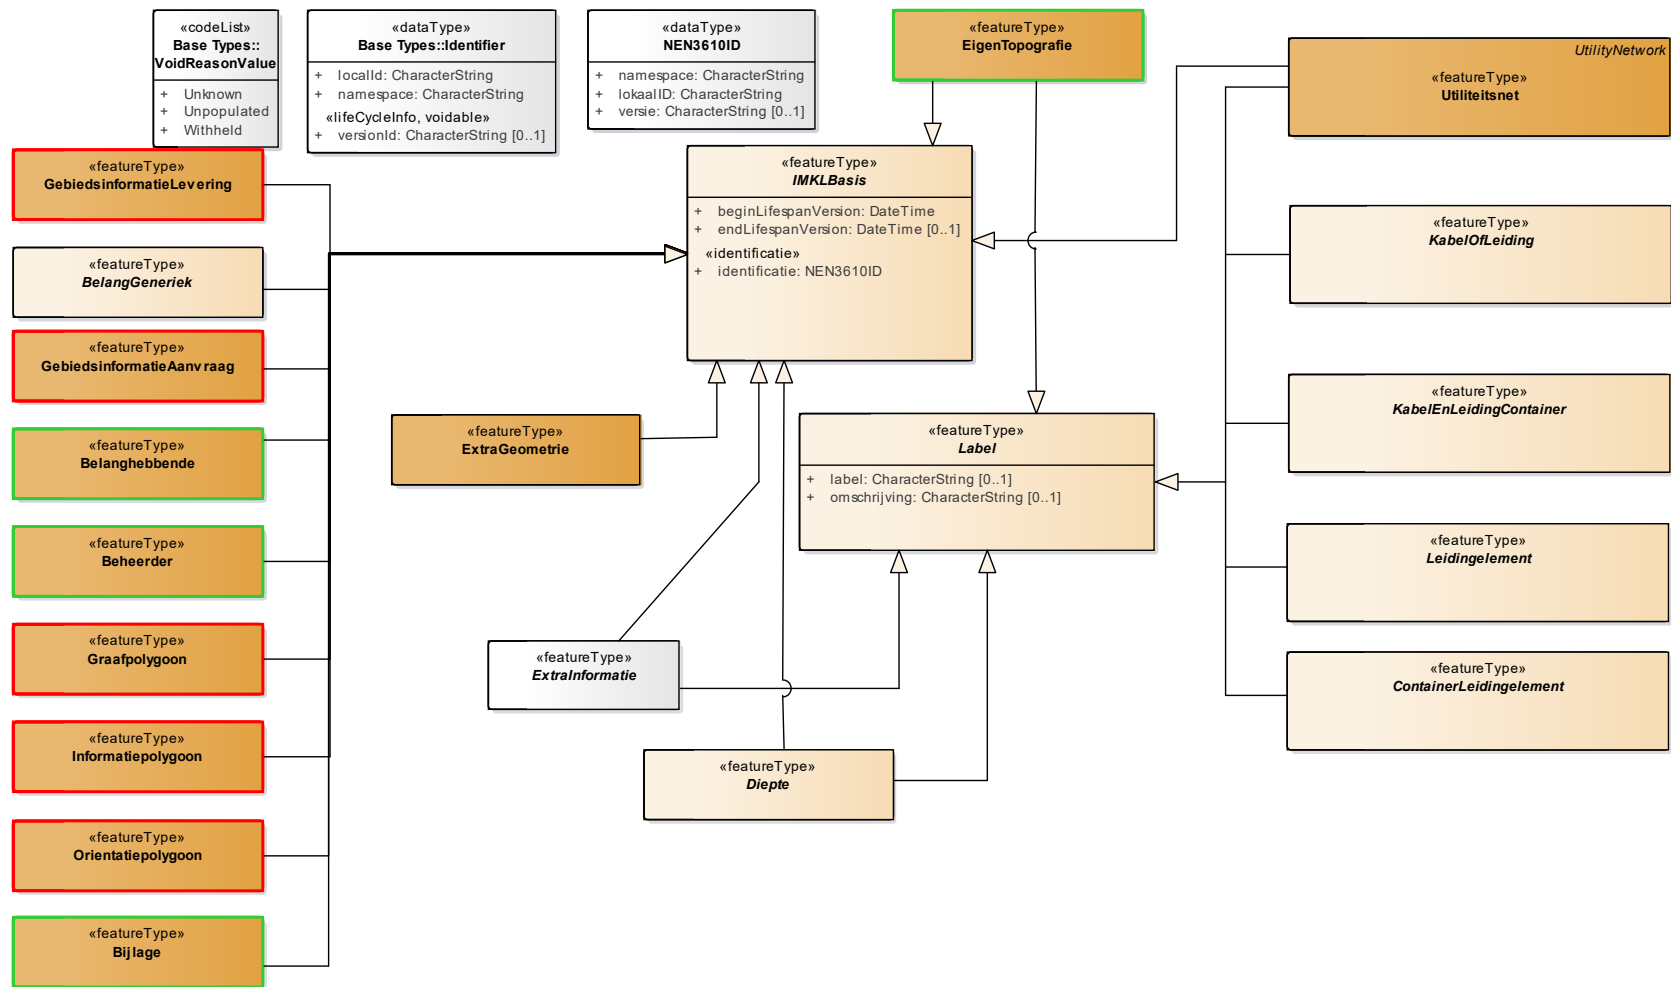 «codeList»
Base Types::
VoidReasonValue
+ Unknown
+ Unpopulated
+ Withheld
«dataType»
Base Types::Identifier
+ localId: CharacterString
+ namespace: CharacterString
«lifeCycleInfo, voidable»
+ versionId: CharacterString [0..1]
«dataType»
NEN3610ID
+ namespace: CharacterString
+ lokaalID: CharacterString
+ versie: CharacterString [0..1]
«featureType»
EigenTopografie
UtilityNetwork
«featureType»
Utiliteitsnet
«featureType»
GebiedsinformatieLevering
«featureType»
BelangGeneriek
«featureType»
GebiedsinformatieAanvraag
«featureType»
Belanghebbende
«featureType»
Beheerder
«featureType»
Graafpolygoon
«featureType»
Informatiepolygoon
«featureType»
Orientatiepolygoon
«featureType»
Bijlage
«featureType»
IMKLBasis
+ beginLifespanVersion: DateTime
+ endLifespanVersion: DateTime [0..1]
«identificatie»
+ identificatie: NEN3610ID
«featureType»
ExtraGeometrie
«featureType»
Label
+ label: CharacterString [0..1]
+ omschrijving: CharacterString [0..1]
«featureType»
ExtraInformatie
«featureType»
Diepte
«featureType»
KabelOfLeiding
«featureType»
KabelEnLeidingContainer
«featureType»
Leidingelement
«featureType»
ContainerLeidingelement